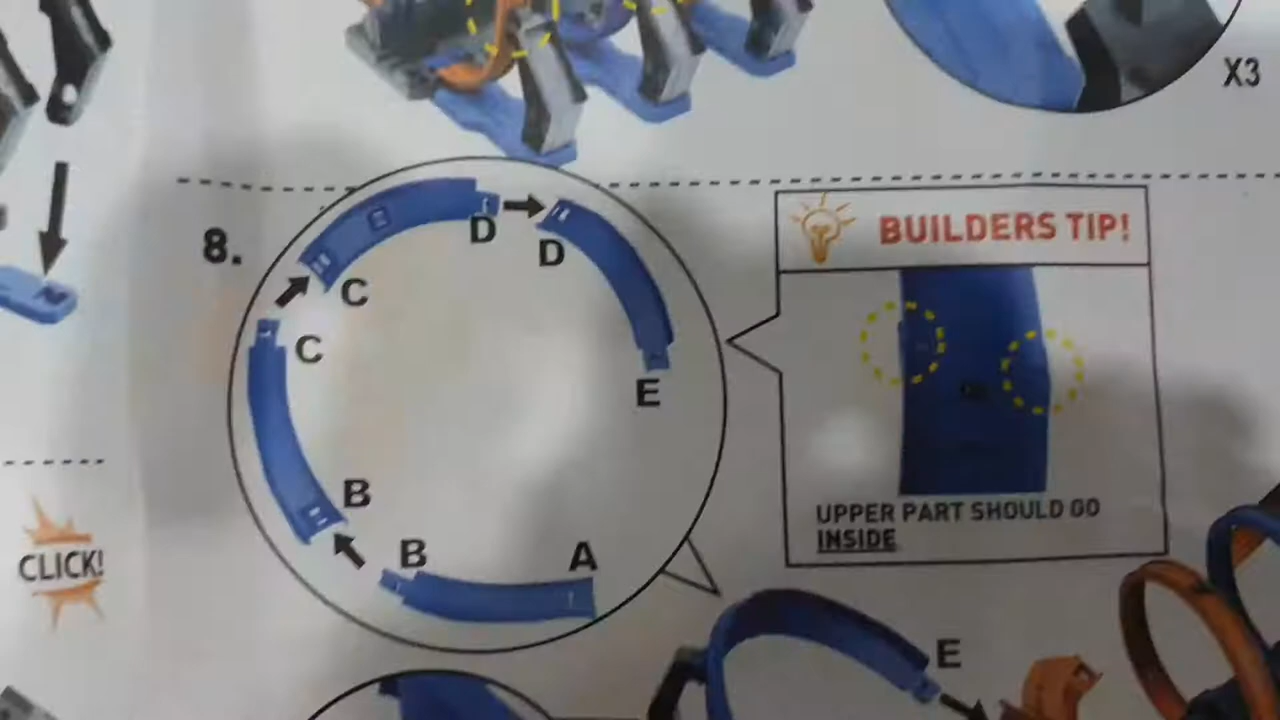 X3
8.
BUILDERS TIP!
D
D
C
C
E
B
B
A
UPPER PART SHOULD GO
INSIDE
CLICK!
E